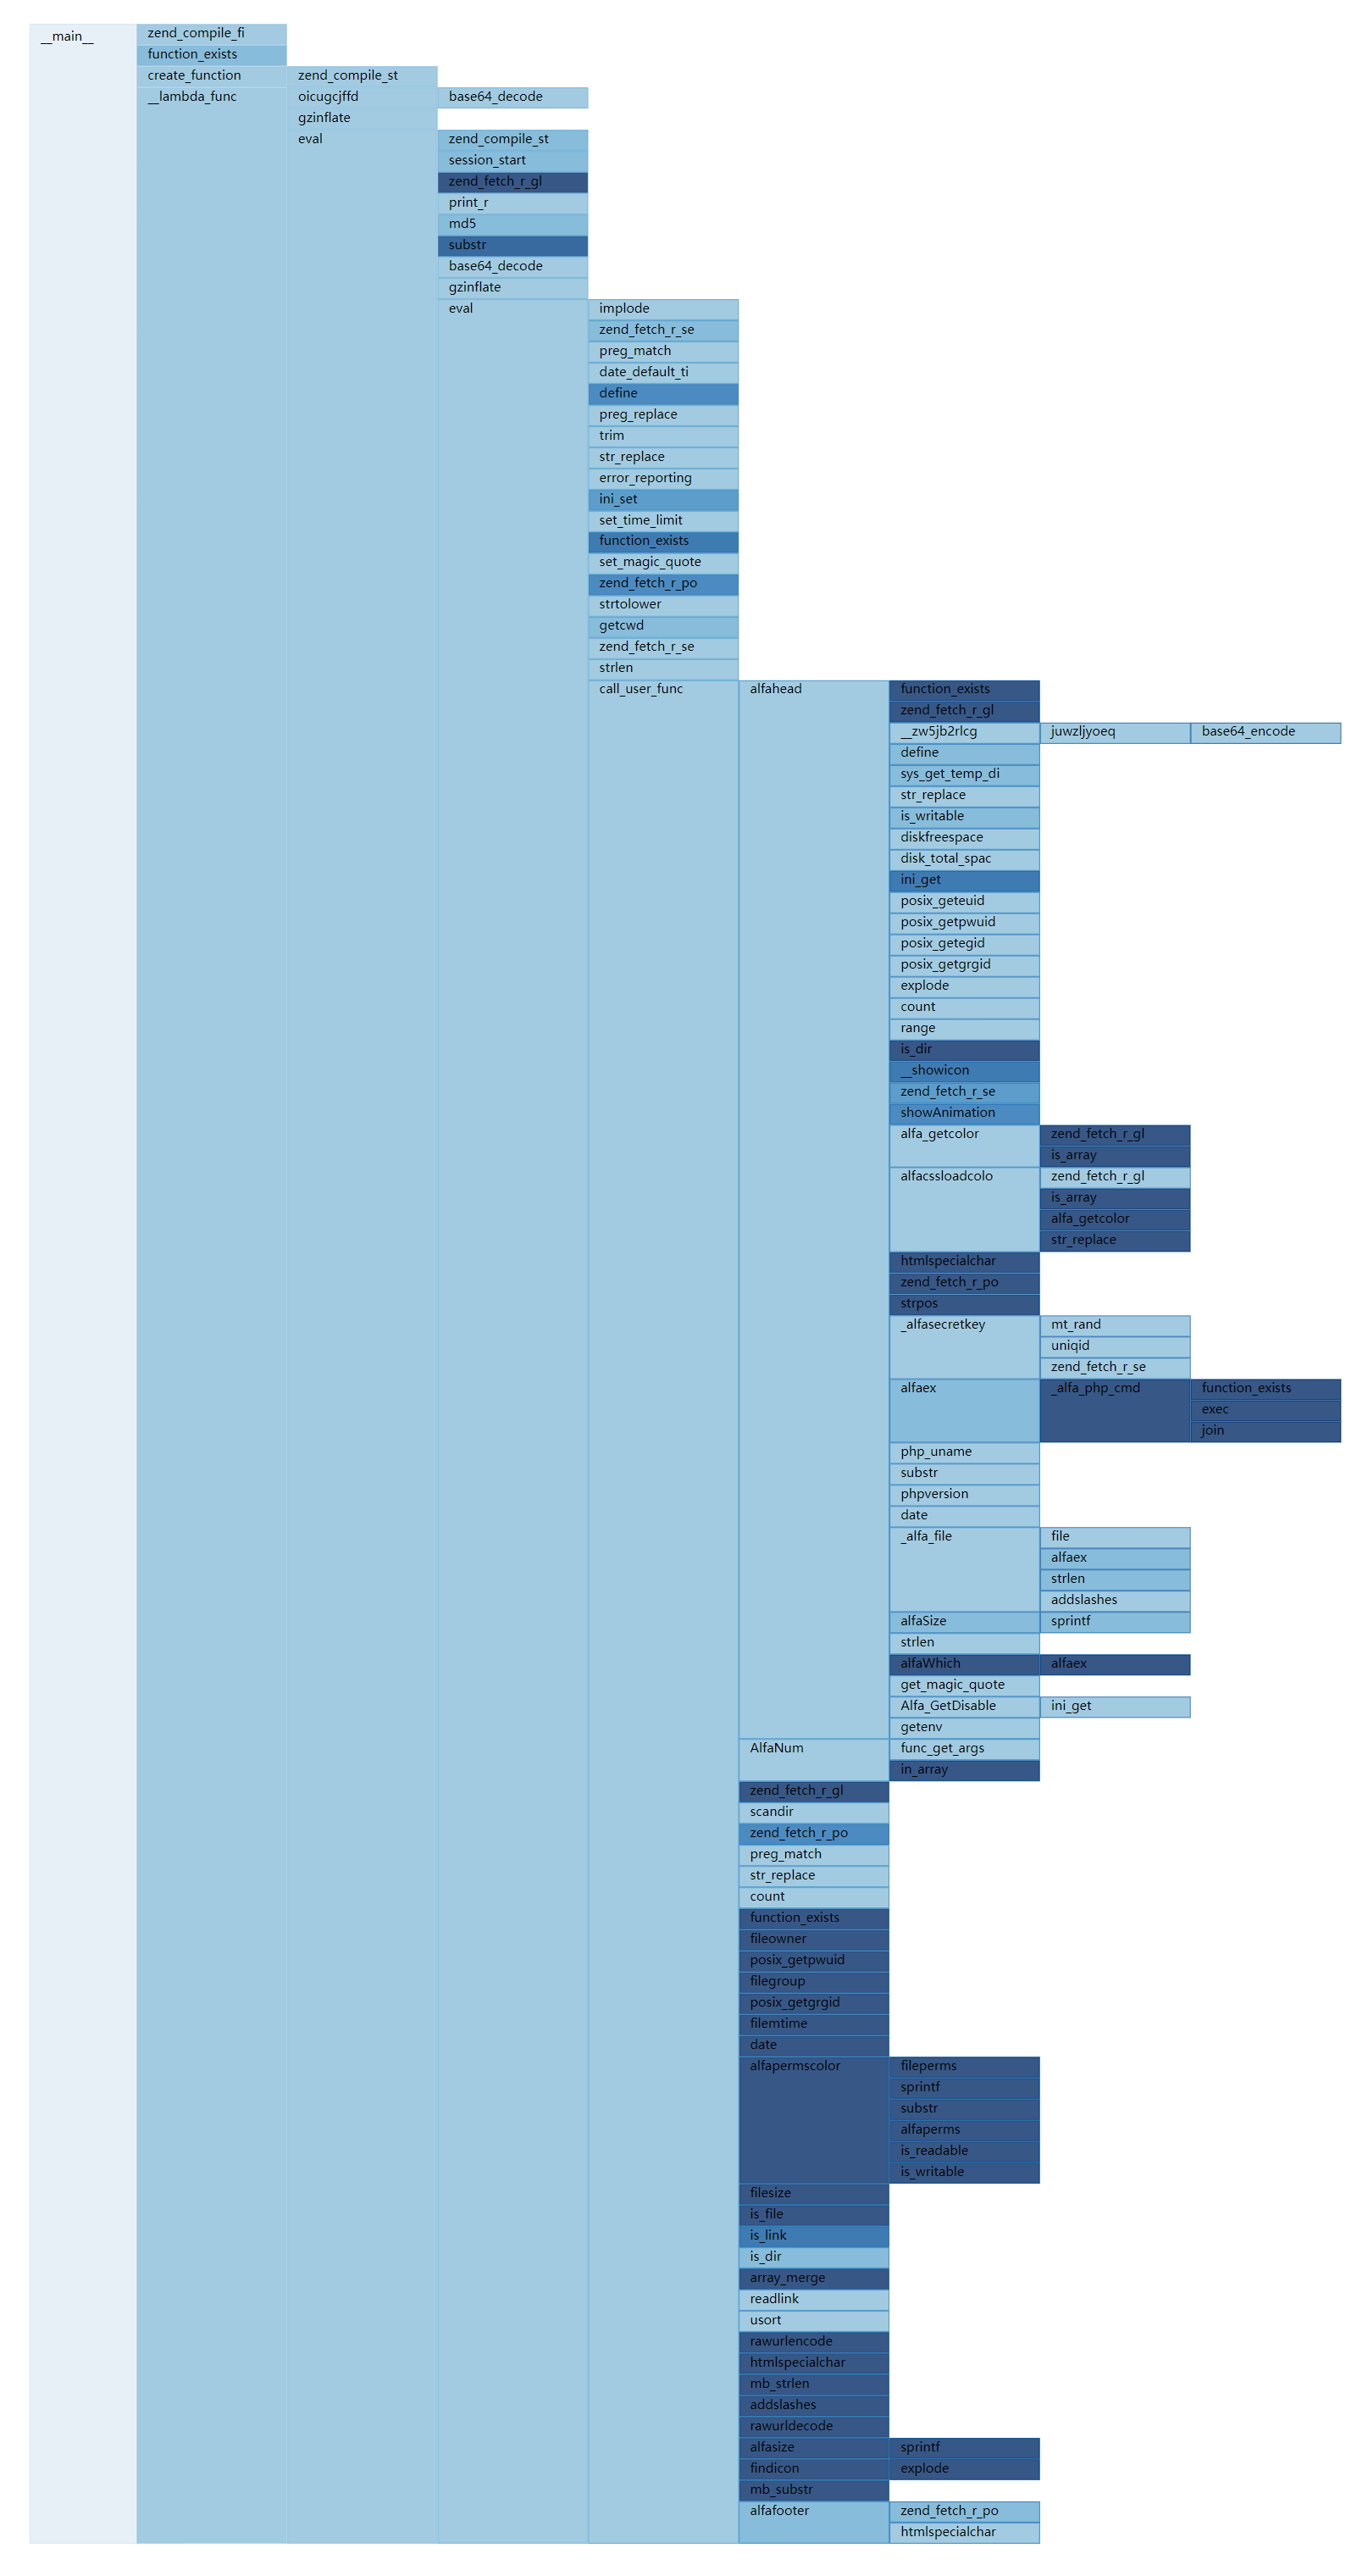 __main__ zend_compile_fi
function_exists
create_function zend_compile_st
__lambda_func oicugcjffd base64_decode
gzinflate
eval zend_compile_st
session_start
zend_fetch_r_gl
print_r
md5
substr
base64_decode
gzinflate
eval implode
zend_fetch_r_se
preg_match
date_default_ti
define
preg_replace
trim
str_replace
error_reporting
ini_set
set_time_limit
function_exists
set_magic_quote
zend_fetch_r_po
strtolower
getcwd
zend_fetch_r_se
strlen
call_user_func alfahead function_exists
zend_fetch_r_gl
__zw5jb2rlcg juwzljyoeq base64_encode
define
sys_get_temp_di
str_replace
is_writable
diskfreespace
disk_total_spac
ini_get
posix_geteuid
posix_getpwuid
posix_getegid
posix_getgrgid
explode
count
range
is_dir
__showicon
zend_fetch_r_se
showAnimation
alfa_getcolor zend_fetch_r_gl
is_array
alfacssloadcolo zend_fetch_r_gl
is_array
alfa_getcolor
str_replace
htmlspecialchar
zend_fetch_r_po
strpos
_alfasecretkey mt_rand
uniqid
zend_fetch_r_se
alfaex _alfa_php_cmd function_exists
exec
join
php_uname
substr
phpversion
date
_alfa_file file
alfaex
strlen
addslashes
alfaSize sprintf
strlen
alfaWhich alfaex
get_magic_quote
Alfa_GetDisable ini_get
getenv
AlfaNum func_get_args
in_array
zend_fetch_r_gl
scandir
zend_fetch_r_po
preg_match
str_replace
count
function_exists
fileowner
posix_getpwuid
filegroup
posix_getgrgid
filemtime
date
alfapermscolor fileperms
sprintf
substr
alfaperms
is_readable
is_writable
filesize
is_file
is_link
is_dir
array_merge
readlink
usort
rawurlencode
htmlspecialchar
mb_strlen
addslashes
rawurldecode
alfasize sprintf
findicon explode
mb_substr
alfafooter zend_fetch_r_po
htmlspecialchar